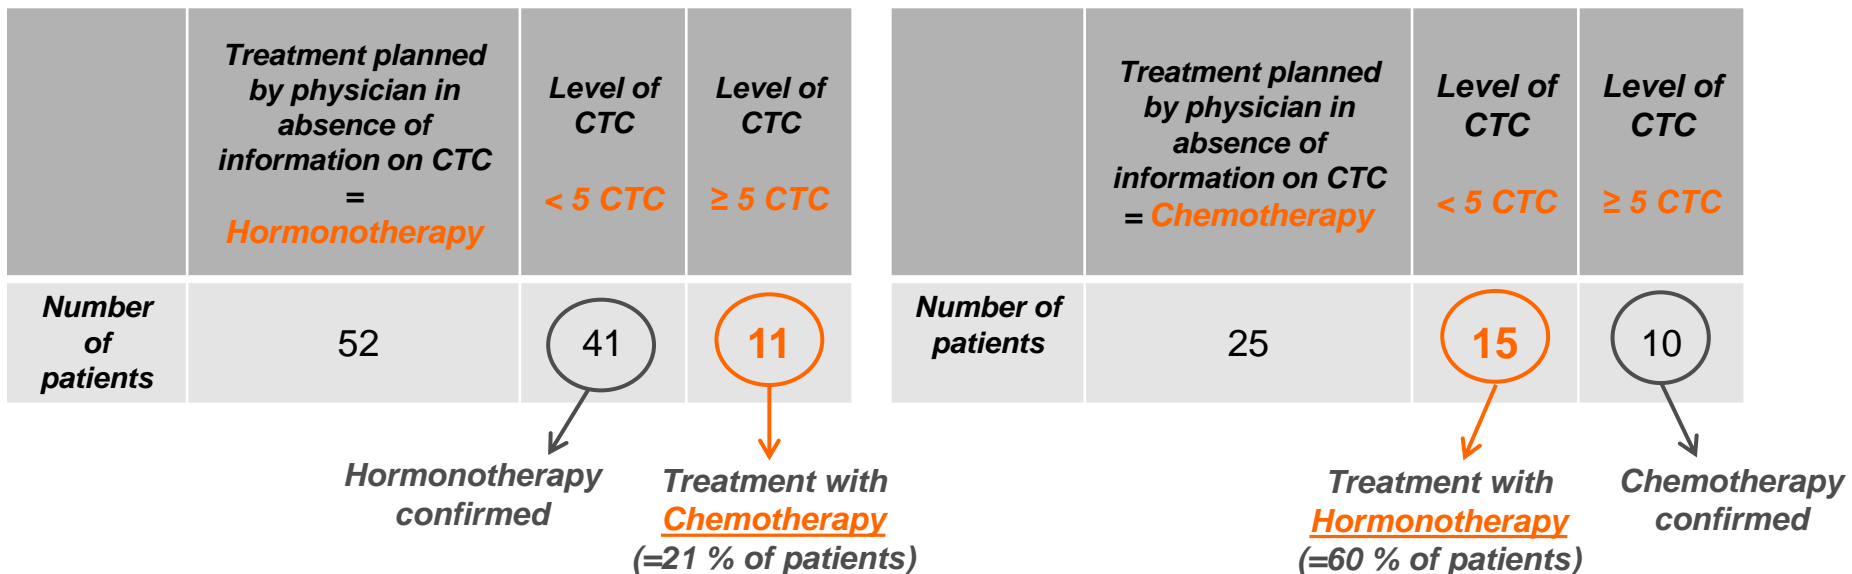 Treatment planned
by physician in
absence of
information on CTC
=
Hormonotherapy
Level of
CTC
< 5 CTC
Level of
CTC
≥ 5 CTC
Number
of
patients
52
41
11
Hormonotherapy
confirmed
Treatment with
Chemotherapy
(=21 % of patients)
Treatment planned
by physician in
absence of
information on CTC
= Chemotherapy
Level of
CTC
< 5 CTC
Level of
CTC
≥ 5 CTC
Number of
patients
25
15
10
Treatment with
Hormonotherapy
(=60 % of patients)
Chemotherapy
confirmed